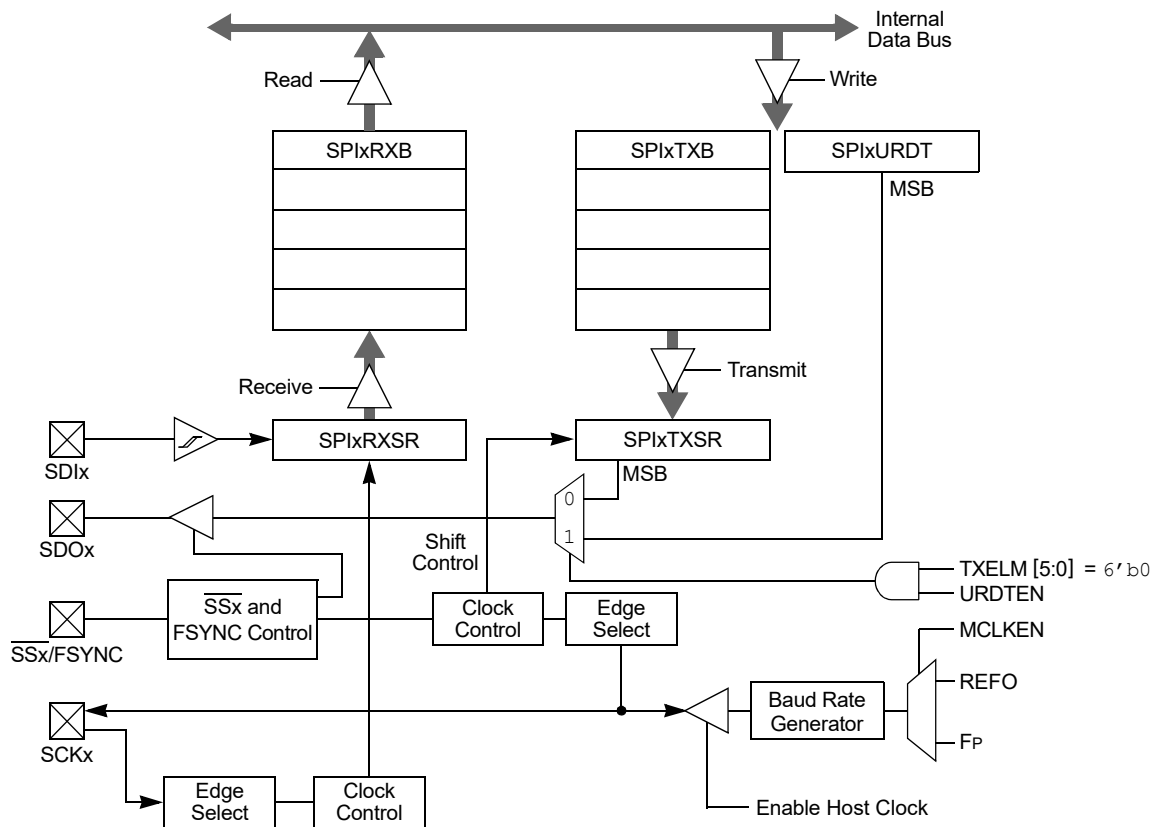 Internal
Data Bus
Read
Write
SPIxRXB
SPIxTXB
SPIxURDT
MSB
Receive
Transmit
SPIxRXSR
SPIxTXSR
SDIx
MSB
0
1
SDOx
Shift
Control
TXELM [5:0] = 6'b0
URDTEN
SSx and
FSYNC Control
Clock
Control
Edge
Select
SSx/FSYNC
MCLKEN
REFO
Baud Rate
Generator
FP
SCKx
Edge
Select
Clock
Control
Enable Host Clock